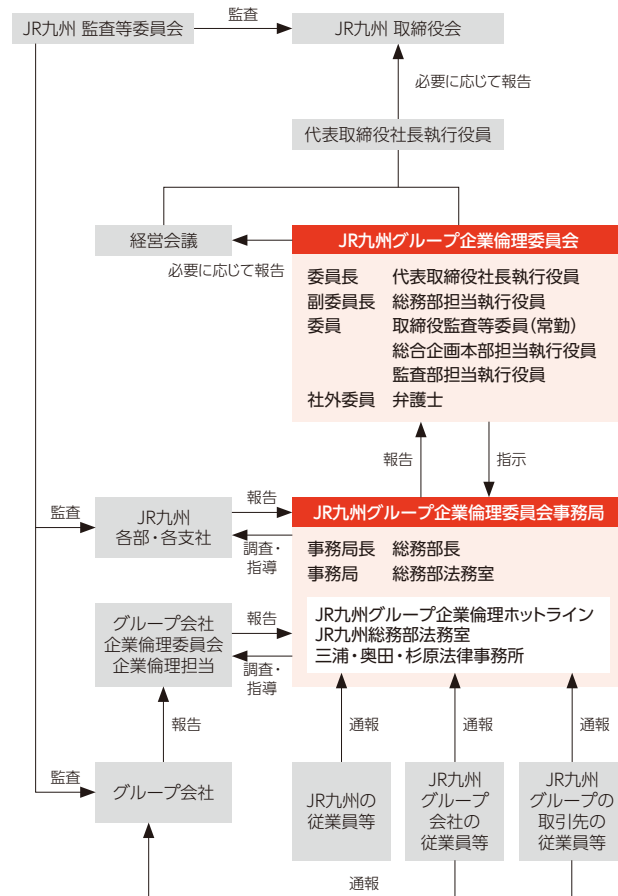 JR九州 監査等委員会
監査
JR九州 取締役会
必要に応じて報告
代表取締役社長執行役員
経営会議
必要に応じて報告
JR九州グループ企業倫理委員会
委員長 代表取締役社長執行役員
副委員長 総務部担当執行役員
委員 取締役監査等委員(常勤)
総合企画本部担当執行役員
監査部担当執行役員
社外委員 弁護士
報告
指示
監査
JR九州
各部・各支社
報告
調査・
指導
JR九州グループ企業倫理委員会事務局
事務局長 総務部長
事務局 総務部法務室
JR九州グループ企業倫理ホットライン
JR九州総務部法務室
三浦・奥田・杉原法律事務所
グループ会社
企業倫理委員会
企業倫理担当
報告
調査・
指導
報告
通報
通報
通報
監査
グループ会社
JR九州の
従業員等
JR九州
グループ
会社の
従業員等
JR九州
グループの
取引先の
従業員等
通報